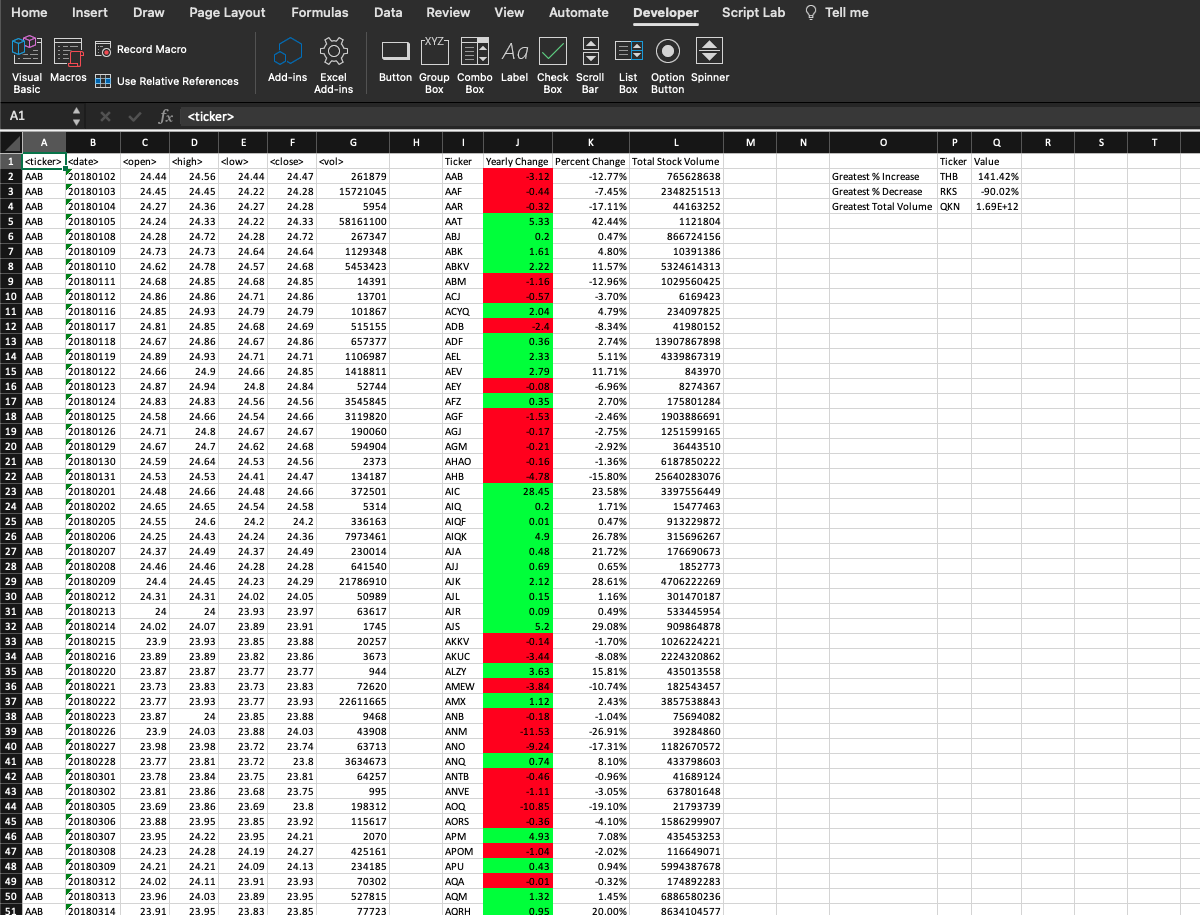 Home Insert Draw Page Layout Formulas Data Review View Automate Developer Script Lab Tell me
Visual Basic Macros Record Macro Use Relative References Add-ins Excel Add-ins Button Group Box Combo Box Label Check Box Scroll Bar List Box Option Button Spinner
XYZ Aa
A1 fx <ticker>
A B C D E F G H I J K L M N O P Q R S T
1 <ticker> <date> <open> <high> <low> <close> <vol> Ticker Yearly Change Percent Change Total Stock Volume Ticker Value
2 AAB 20180102 24.44 24.56 24.44 24.47 261879 AAB -3.12 -12.77% 765628638 Greatest % Increase THB 141.42%
3 AAB 20180103 24.45 24.45 24.22 24.28 15721045 AAF -0.44 -7.45% 2348251513 Greatest % Decrease RKS -90.02%
4 AAB 20180104 24.27 24.36 24.27 24.28 5954 AAR -0.32 -17.11% 44163252 Greatest Total Volume QKN 1.69E+12
5 AAB 20180105 24.24 24.33 24.22 24.33 58161100 AAT 5.33 42.44% 1121804
6 AAB 20180108 24.28 24.72 24.28 24.72 267347 ABJ 0.2 0.47% 866724156
7 AAB 20180109 24.73 24.73 24.64 24.64 1129348 ABK 1.61 4.80% 10391386
8 AAB 20180110 24.62 24.78 24.57 24.68 5453423 ABKV 2.22 11.57% 5324614313
9 AAB 20180111 24.68 24.85 24.68 24.85 14391 ABM -1.16 -12.96% 1029560425
10 AAB 20180112 24.86 24.86 24.71 24.86 13701 ACJ -0.57 -3.70% 6169423
11 AAB 20180116 24.85 24.93 24.79 24.79 101867 ACYQ 2.04 4.79% 234097825
12 AAB 20180117 24.81 24.85 24.68 24.69 515155 ADB -2.4 -8.34% 41980152
13 AAB 20180118 24.67 24.86 24.67 24.86 657377 ADF 0.36 2.74% 13907867898
14 AAB 20180119 24.89 24.93 24.71 24.71 1106987 AEL 2.33 5.11% 4339867319
15 AAB 20180122 24.66 24.9 24.66 24.85 1418811 AEV 2.79 11.71% 843970
16 AAB 20180123 24.87 24.94 24.8 24.84 52744 AEY -0.08 -6.96% 8274367
17 AAB 20180124 24.83 24.83 24.56 24.56 3545845 AFZ 0.35 2.70% 175801284
18 AAB 20180125 24.58 24.66 24.54 24.66 3119820 AGF -1.53 -2.46% 1903886691
19 AAB 20180126 24.71 24.8 24.67 24.67 190060 AGJ -0.17 -2.75% 1251599165
20 AAB 20180129 24.67 24.7 24.62 24.68 594904 AGM -0.21 -2.92% 36443510
21 AAB 20180130 24.59 24.64 24.53 24.56 2373 AHAO -0.16 -1.36% 6187850222
22 AAB 20180131 24.53 24.53 24.41 24.47 134187 AHB -4.78 -15.80% 25640283076
23 AAB 20180201 24.48 24.66 24.48 24.66 372501 AIC 28.45 23.58% 3397556449
24 AAB 20180202 24.65 24.65 24.54 24.58 5314 AIQ 0.2 1.71% 15477463
25 AAB 20180205 24.55 24.6 24.2 24.2 336163 AIQF 0.01 0.47% 913229872
26 AAB 20180206 24.25 24.43 24.24 24.36 7973461 AIQK 4.9 26.78% 315696267
27 AAB 20180207 24.37 24.49 24.37 24.49 230014 AJA 0.48 21.72% 176690673
28 AAB 20180208 24.46 24.46 24.28 24.28 641540 AJJ 0.69 0.65% 1852773
29 AAB 20180209 24.4 24.45 24.23 24.29 21786910 AJK 2.12 28.61% 4706222269
30 AAB 20180212 24.31 24.31 24.02 24.05 50989 AJL 0.15 1.16% 301470187
31 AAB 20180213 24 24 23.93 23.97 63617 AJR 0.09 0.49% 533445954
32 AAB 20180214 24.02 24.07 23.89 23.91 1745 AJS 5.2 29.08% 909864878
33 AAB 20180215 23.9 23.93 23.85 23.88 20257 AKKV -0.14 -1.70% 1026224221
34 AAB 20180216 23.89 23.89 23.82 23.86 3673 AKUC -3.44 -8.08% 2224320862
35 AAB 20180220 23.87 23.87 23.77 23.77 944 ALZY 3.63 15.81% 435013558
36 AAB 20180221 23.73 23.83 23.73 23.83 72620 AMEW -3.84 -10.74% 182543457
37 AAB 20180222 23.77 23.93 23.77 23.93 22611665 AMX 1.12 2.43% 3857538843
38 AAB 20180223 23.87 24 23.85 23.88 9468 ANB -0.18 -1.04% 75694082
39 AAB 20180226 23.9 24.03 23.88 24.03 43908 ANM -11.53 -26.91% 39284860
40 AAB 20180227 23.98 23.98 23.72 23.74 63713 ANO -9.24 -17.31% 1182670572
41 AAB 20180228 23.77 23.81 23.72 23.8 3634673 ANQ 0.74 8.10% 433798603
42 AAB 20180301 23.78 23.84 23.75 23.81 64257 ANTB -0.46 -0.96% 41689124
43 AAB 20180302 23.81 23.86 23.68 23.75 995 ANVE -1.11 -3.05% 637801648
44 AAB 20180305 23.69 23.86 23.69 23.8 198312 AOQ -10.85 -19.10% 21793739
45 AAB 20180306 23.88 23.95 23.85 23.92 115617 AORS -0.36 -4.10% 1586299907
46 AAB 20180307 23.95 24.22 23.95 24.21 2070 APM 4.93 7.08% 435453253
47 AAB 20180308 24.23 24.28 24.19 24.27 425161 APOM -1.04 -2.02% 116649071
48 AAB 20180309 24.21 24.21 24.09 24.13 234185 APU 0.43 0.94% 5994387678
49 AAB 20180312 24.02 24.11 23.91 23.93 70302 AQA -0.01 -0.32% 174892283
50 AAB 20180313 23.96 24.03 23.89 23.95 527815 AQM 1.32 1.45% 6886580236
51 AAB 20180314 23.91 23.95 23.83 23.85 77723 AQRH 0.95 20.00% 8634104577